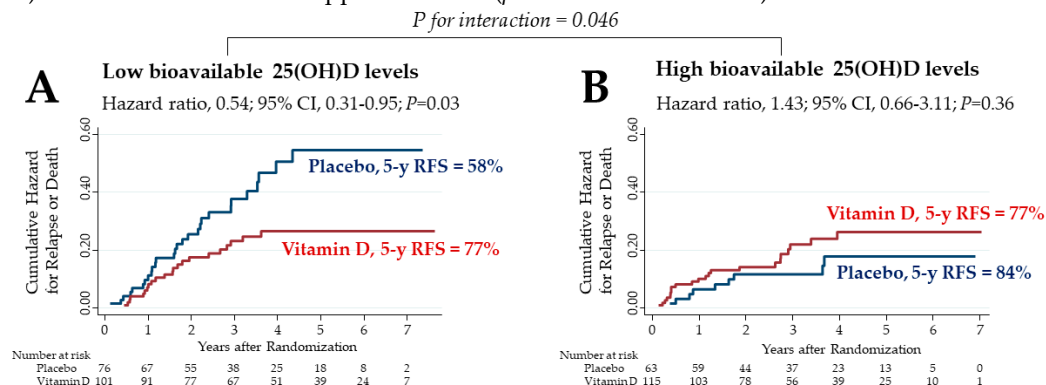 P for interaction = 0.046
A
Low bioavailable 25(OH)D levels
Hazard ratio, 0.54; 95% CI, 0.31-0.95; P=0.03
Cumulative Hazard
for Relapse or Death
0.60
0.40
0.20
0.00
Placebo, 5-y RFS = 58%
Vitamin D, 5-y RFS = 77%
0 1 2 3 4 5 6 7
Years after Randomization
Number at risk
Placebo 76 67 55 38 25 18 8 2
Vitamin D 101 91 77 67 51 39 24 7
B
High bioavailable 25(OH)D levels
Hazard ratio, 1.43; 95% CI, 0.66-3.11; P=0.36
Cumulative Hazard
for Relapse or Death
0.60
0.40
0.20
0.00
Vitamin D, 5-y RFS = 77%
Placebo, 5-y RFS = 84%
0 1 2 3 4 5 6 7
Years after Randomization
Number at risk
Placebo 63 59 44 37 23 13 5 0
Vitamin D 115 103 78 56 39 25 10 1